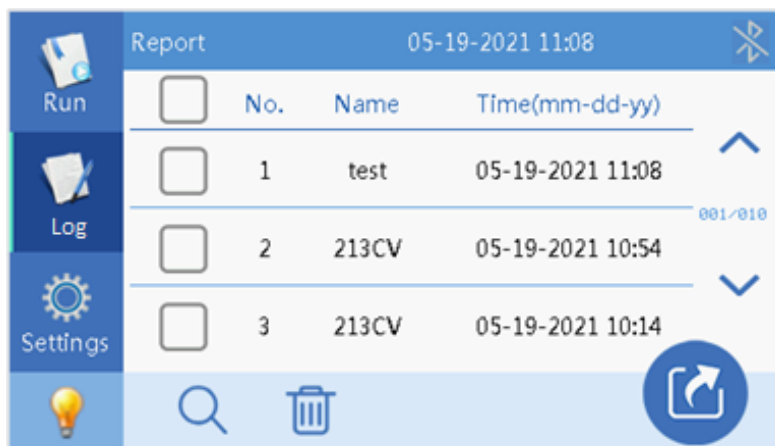 Report 05-19-2021 11:08
Run
No. Name Time(mm-dd-yy)
1 test 05-19-2021 11:08
Log
001/010
2 213CV 05-19-2021 10:54
3 213CV 05-19-2021 10:14
Settings